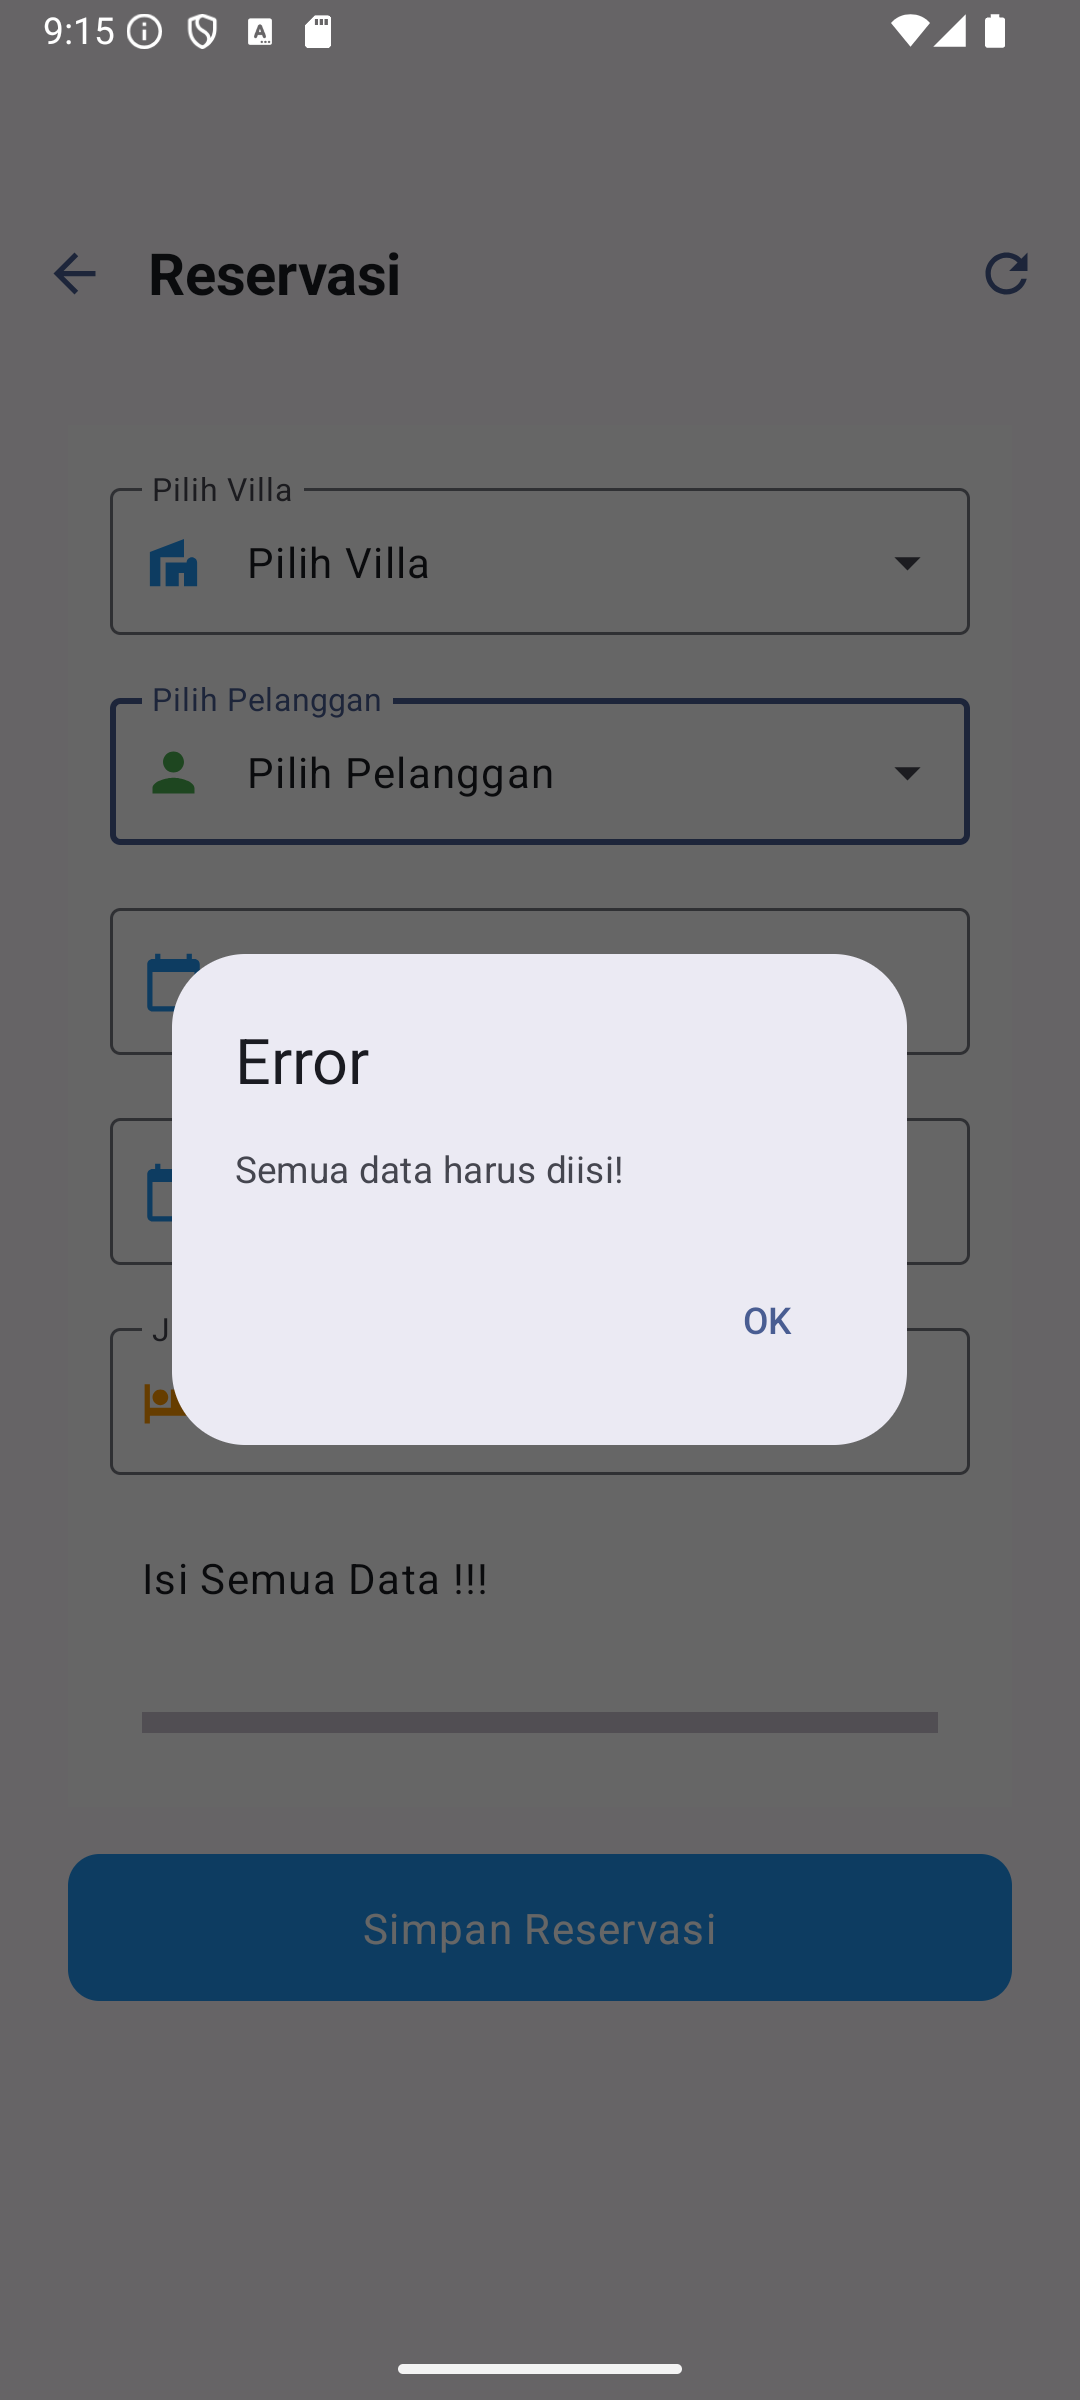 9:15
Reservasi
Pilih Villa
Pilih Villa
Pilih Pelanggan
Pilih Pelanggan
Error
Semua data harus diisi!
OK
J
Isi Semua Data !!!
Simpan Reservasi